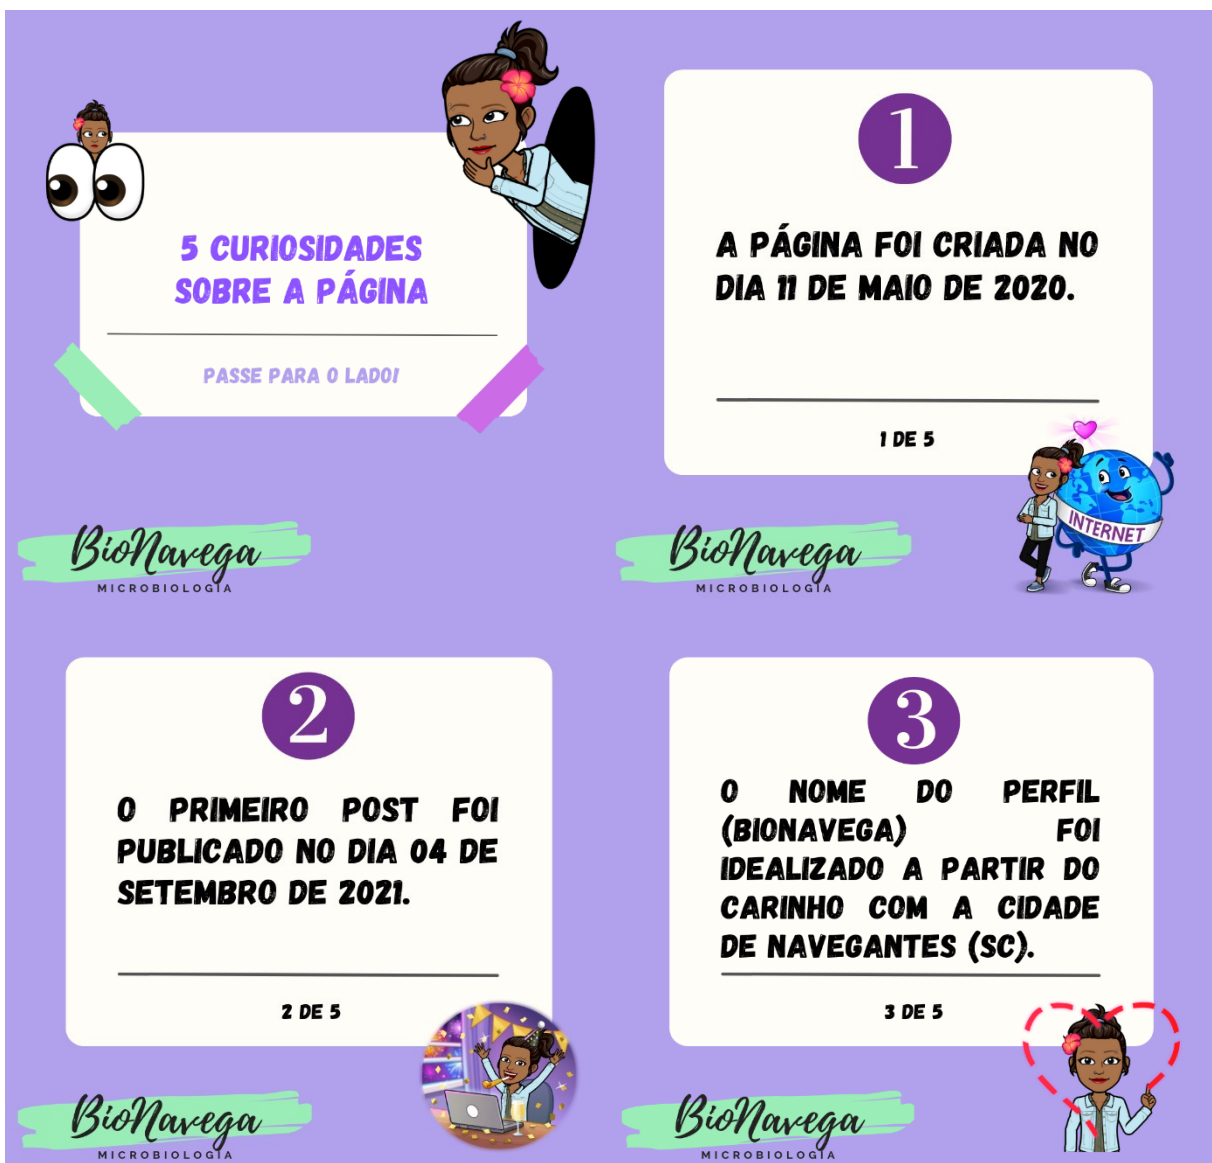 5 CURIOSIDADES
SOBRE A PÁGINA
PASSE PARA O LADO!
BioNavega
MICROBIOLOGIA
1
A PÁGINA FOI CRIADA NO
DIA 11 DE MAIO DE 2020.
1 DE 5
INTERNET
BioNavega
MICROBIOLOGIA
2
O PRIMEIRO POST FOI
PUBLICADO NO DIA 04 DE
SETEMBRO DE 2021.
2 DE 5
BioNavega
MICROBIOLOGIA
3
O NOME DO PERFIL
(BIONAVEGA) FOI
IDEALIZADO A PARTIR DO
CARINHO COM A CIDADE
DE NAVEGANTES (SC).
3 DE 5
BioNavega
MICROBIOLOGIA